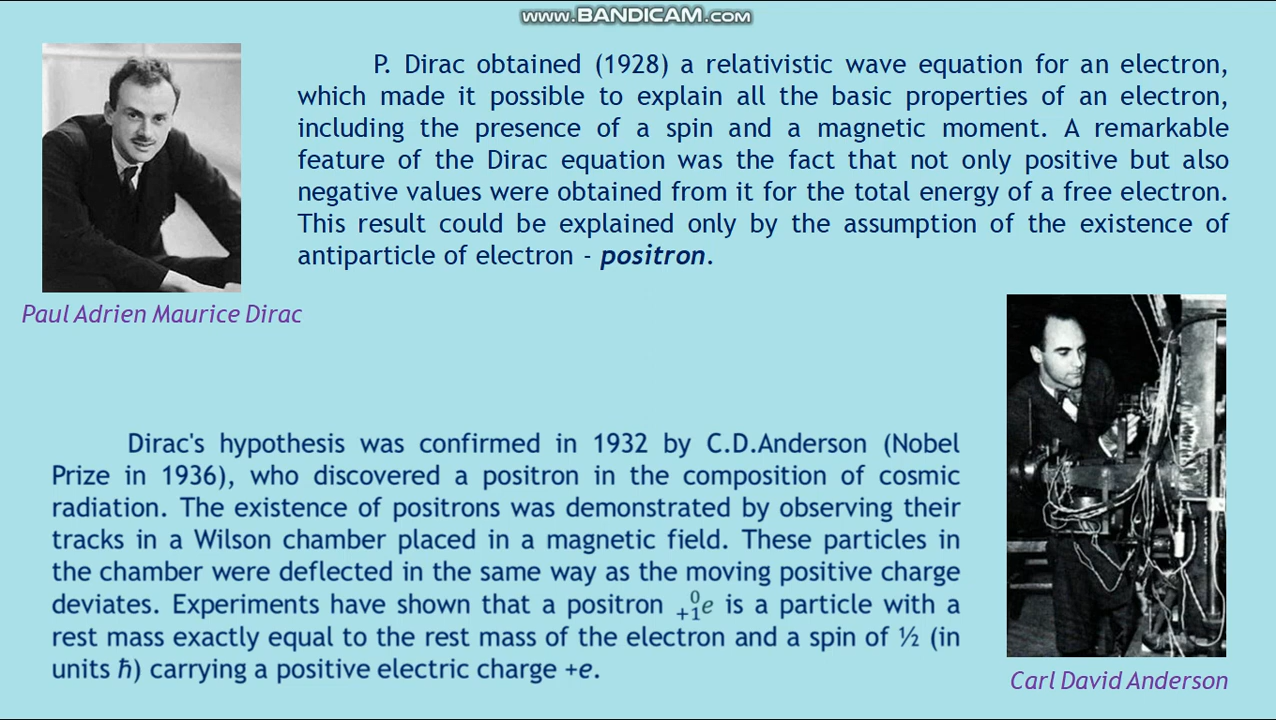 www.BANDICAM.com
P. Dirac obtained (1928) a relativistic wave equation for an electron,
which made it possible to explain all the basic properties of an electron,
including the presence of a spin and a magnetic moment. A remarkable
feature of the Dirac equation was the fact that not only positive but also
negative values were obtained from it for the total energy of a free electron.
This result could be explained only by the assumption of the existence of
antiparticle of electron - positron.
Paul Adrien Maurice Dirac
Dirac's hypothesis was confirmed in 1932 by C.D.Anderson (Nobel
Prize in 1936), who discovered a positron in the composition of cosmic
radiation. The existence of positrons was demonstrated by observing their
tracks in a Wilson chamber placed in a magnetic field. These particles in
the chamber were deflected in the same way as the moving positive charge
deviates. Experiments have shown that a positron ⁰₊₁e is a particle with a
rest mass exactly equal to the rest mass of the electron and a spin of ½ (in
units ℏ) carrying a positive electric charge +e.
Carl David Anderson